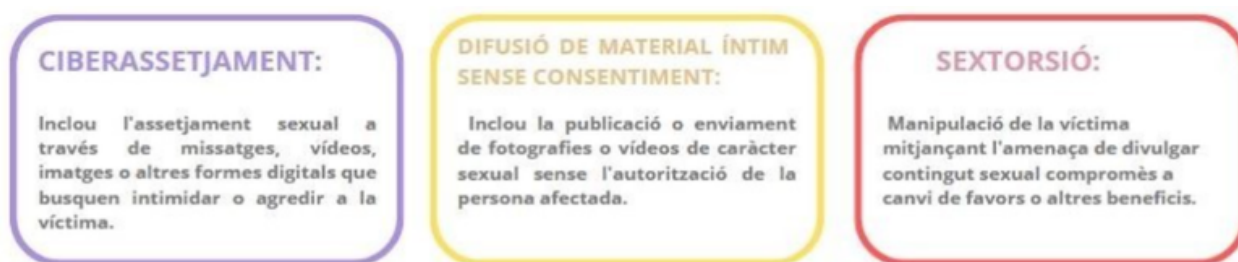 CIBERASSETJAMENT:
Inclou l'assetjament sexual a
través de missatges, vídeos,
imatges o altres formes digitals que
busquen intimidar o agredir a la
víctima.
DIFUSIÓ DE MATERIAL ÍNTIM
SENSE CONSENTIMENT:
Inclou la publicació o enviament
de fotografies o vídeos de caràcter
sexual sense l'autorització de la
persona afectada.
SEXTORSIÓ:
Manipulació de la víctima
mitjançant l'amenaça de divulgar
contingut sexual compromès a
canvi de favors o altres beneficis.